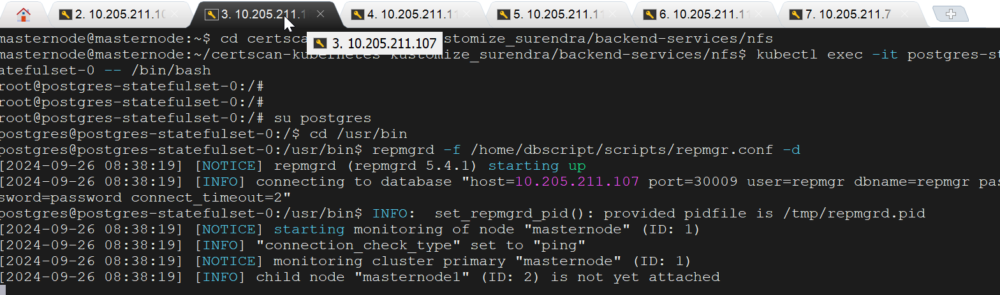 2. 10.205.211.10
3. 10.205.211.1
4. 10.205.211.11
5. 10.205.211.11
6. 10.205.211.11
7. 10.205.211.7
masternode@masternode:~$ cd certsca stomize_surendra/backend-services/nfs
3. 10.205.211.107
masternode@masternode:~/certscan-kubernetes-kustomize_surendra/backend-services/nfs$ kubectl exec -it postgres-st
atefulset-0 -- /bin/bash
root@postgres-statefulset-0:/#
root@postgres-statefulset-0:/#
root@postgres-statefulset-0:/# su postgres
postgres@postgres-statefulset-0:/$ cd /usr/bin
postgres@postgres-statefulset-0:/usr/bin$ repmgrd -f /home/dbscript/scripts/repmgr.conf -d
[2024-09-26 08:38:19] [NOTICE] repmgrd (repmgrd 5.4.1) starting up
[2024-09-26 08:38:19] [INFO] connecting to database "host=10.205.211.107 port=30009 user=repmgr dbname=repmgr pas
sword=password connect_timeout=2"
postgres@postgres-statefulset-0:/usr/bin$ INFO:  set_repmgrd_pid(): provided pidfile is /tmp/repmgrd.pid
[2024-09-26 08:38:19] [NOTICE] starting monitoring of node "masternode" (ID: 1)
[2024-09-26 08:38:19] [INFO] "connection_check_type" set to "ping"
[2024-09-26 08:38:19] [NOTICE] monitoring cluster primary "masternode" (ID: 1)
[2024-09-26 08:38:19] [INFO] child node "masternode1" (ID: 2) is not yet attached